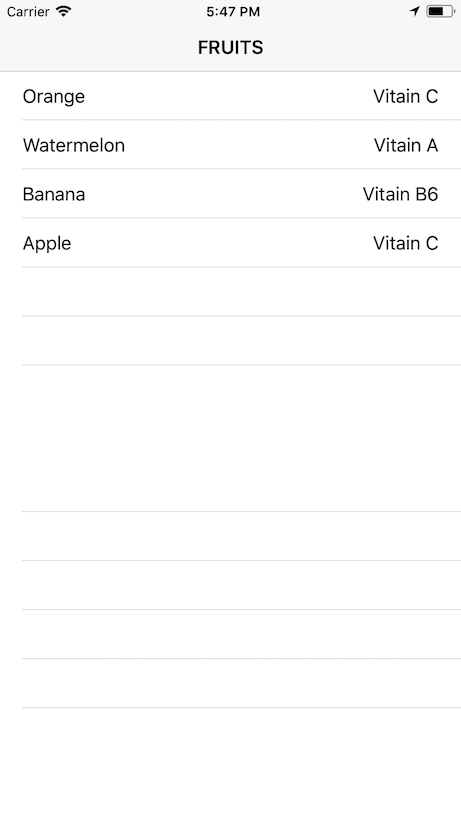 Carrier 5:47 PM
FRUITS
Orange Vitain C
Watermelon Vitain A
Banana Vitain B6
Apple Vitain C